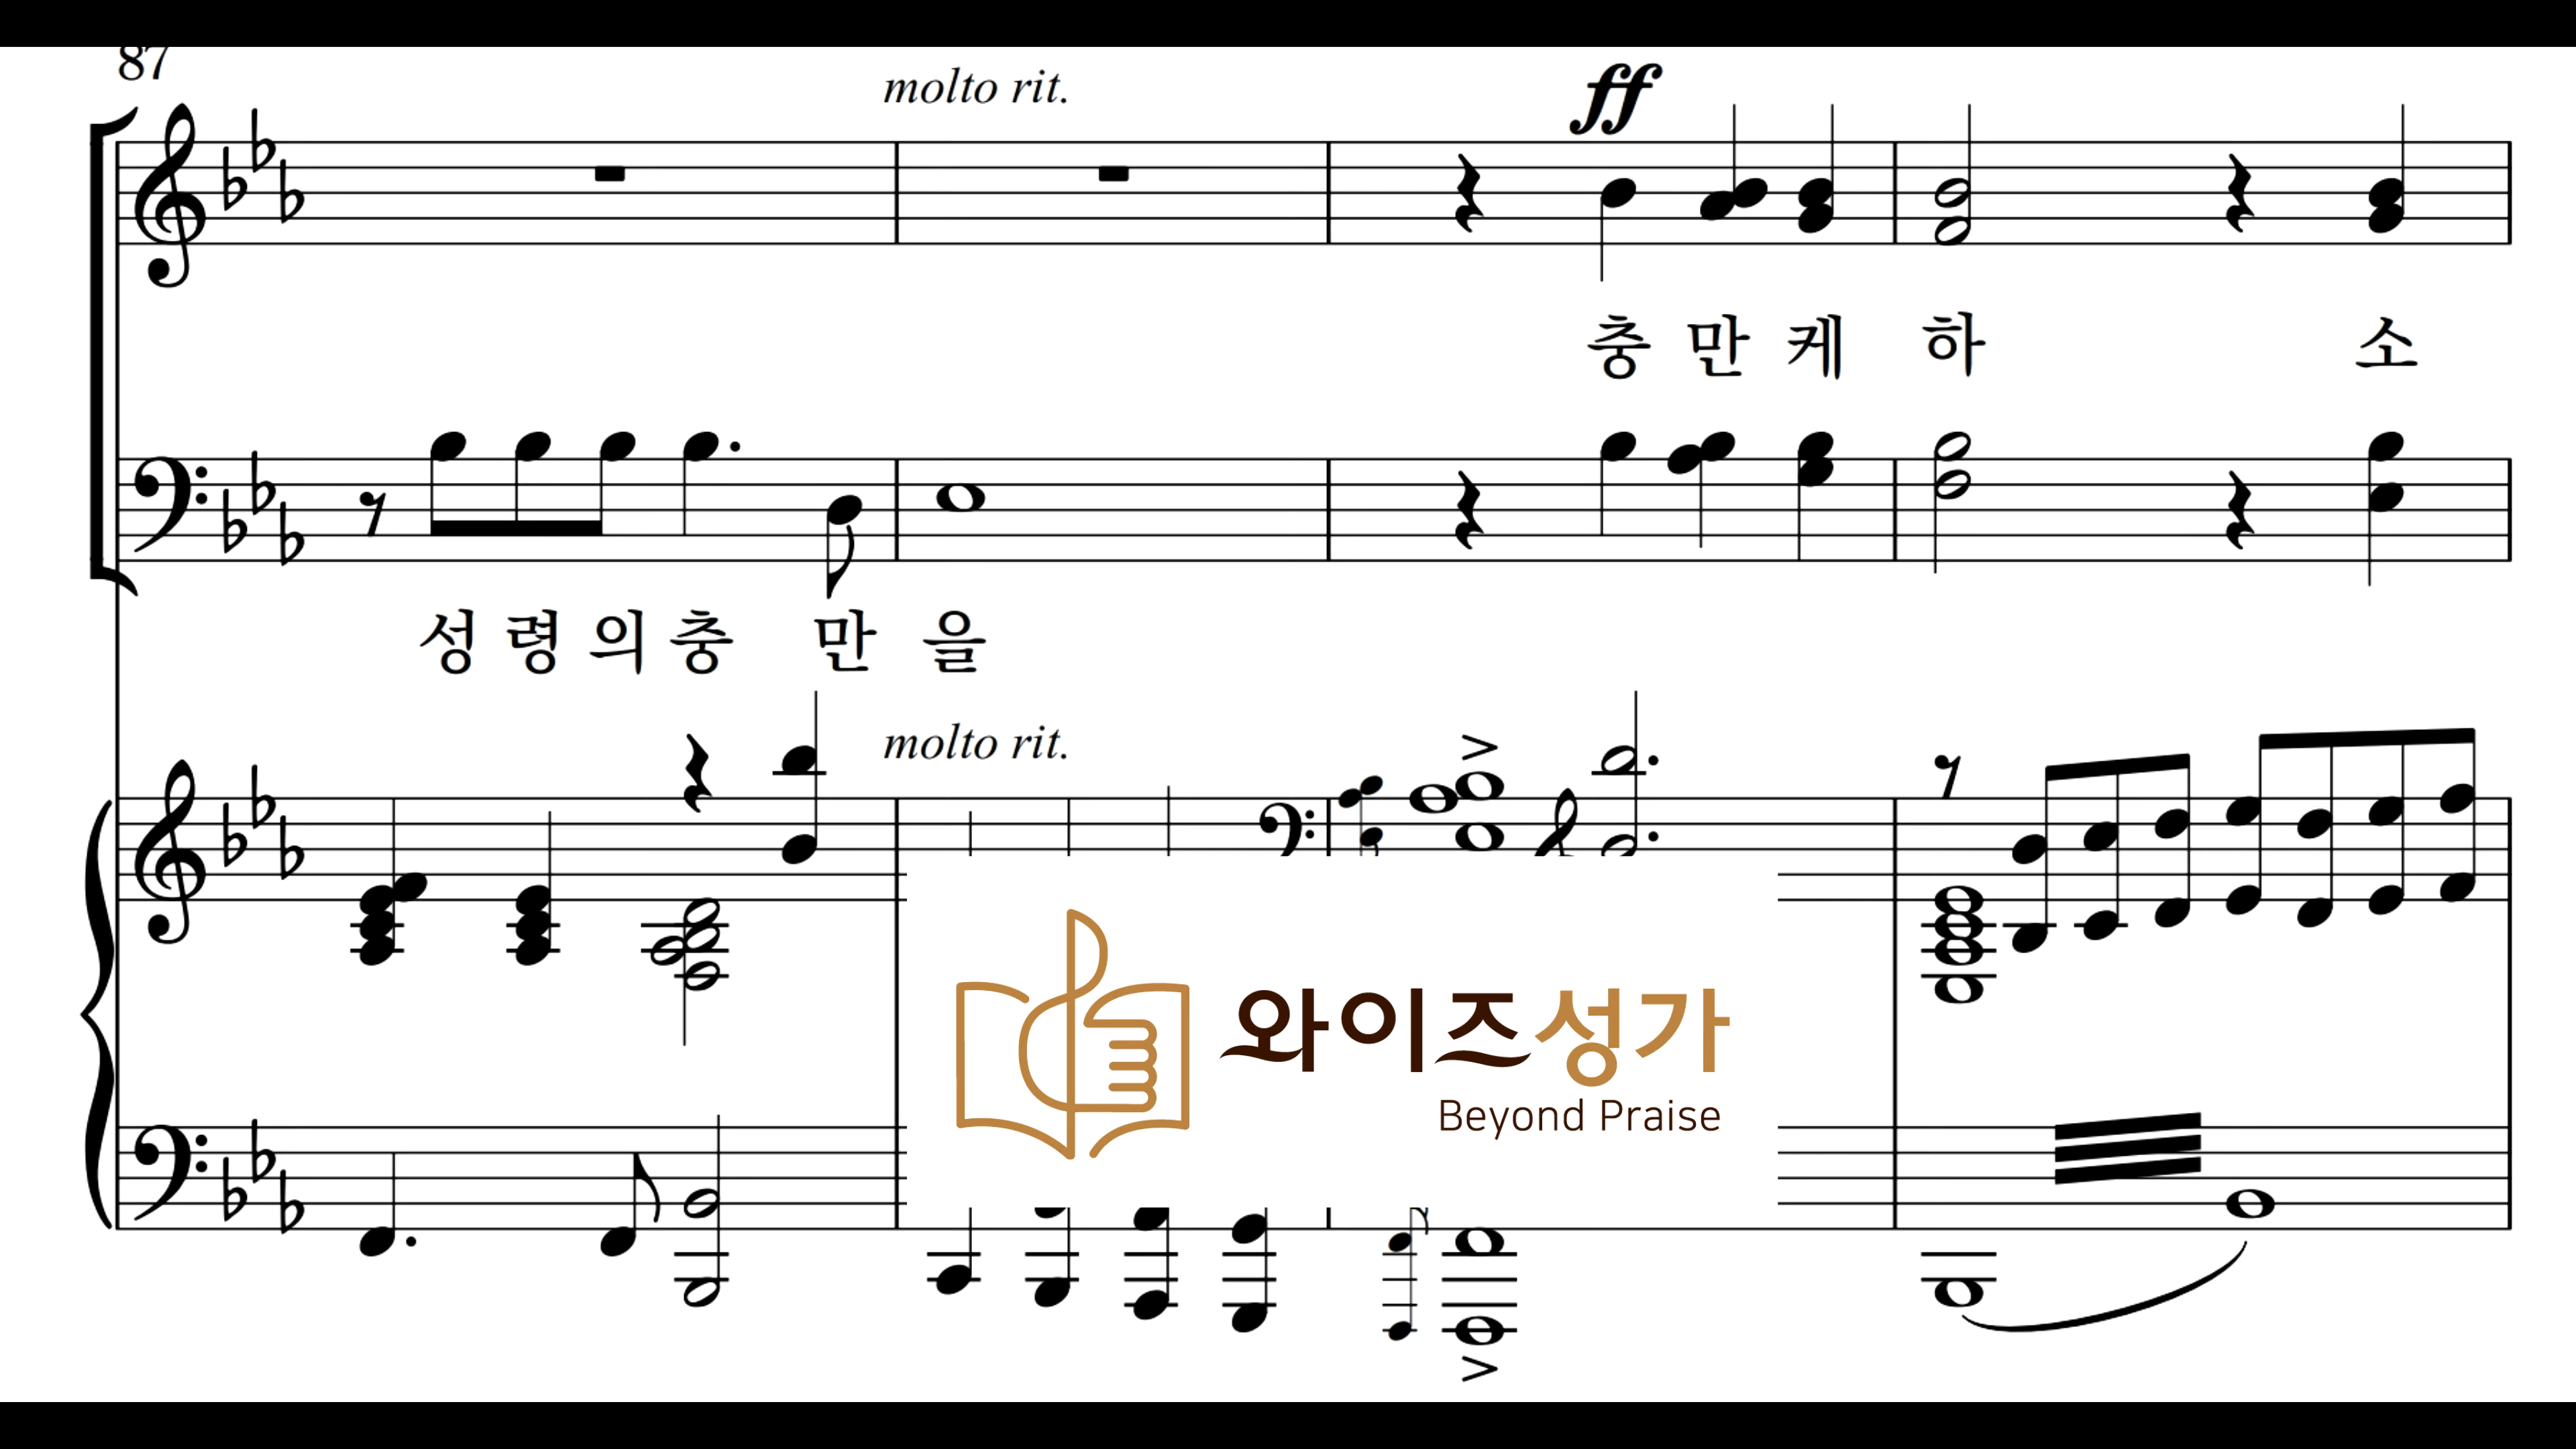 87
molto rit.
ff
충 만 케 하 소
성 령 의 충 만 을
molto rit.
와이즈성가
Beyond Praise